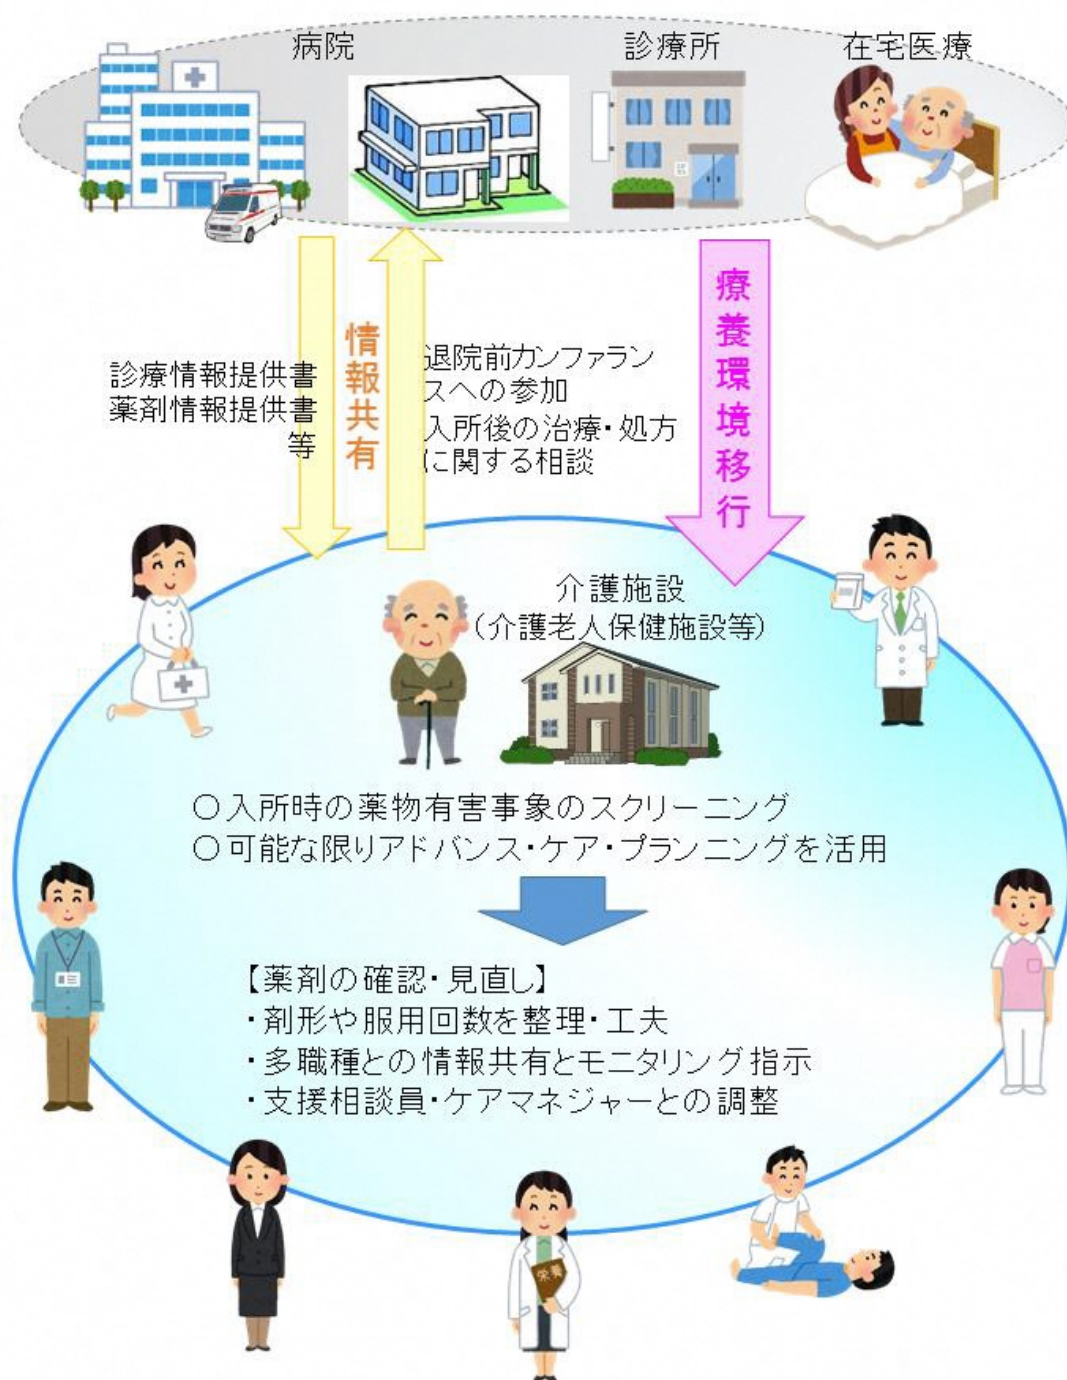 病院
診療所
在宅医療
診療情報提供書
薬剤情報提供書
等
情報共有
退院前カンファラン
スへの参加
入所後の治療・処方
に関する相談
療養環境移行
介護施設
（介護老人保健施設等）
○入所時の薬物有害事象のスクリーニング
○可能な限りアドバンス・ケア・プランニングを活用
【薬剤の確認・見直し】
・剤形や服用回数を整理・工夫
・多職種との情報共有とモニタリング指示
・支援相談員・ケアマネジャーとの調整
栄養